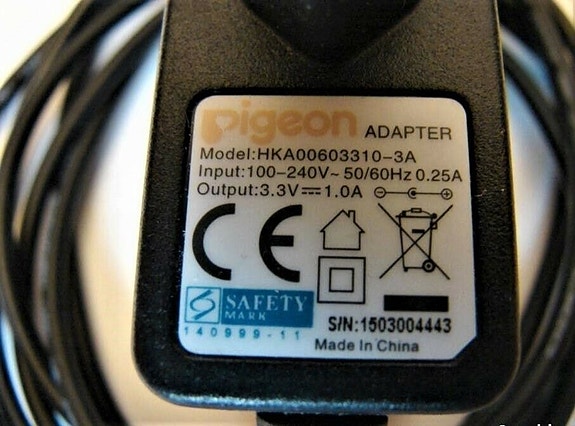 pigeon ADAPTER
Model:HKA00603310-3A
Input:100-240V~ 50/60Hz 0.25A
Output:3.3V⎓1.0A
CE
SAFETY
MARK
140999-11
S/N:1503004443
Made In China